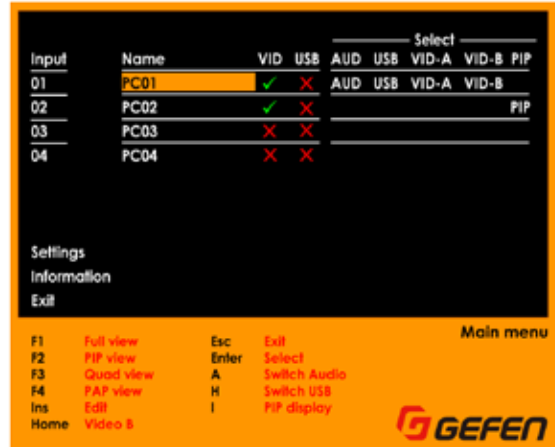 Select
Input Name VID USB AUD USB VID-A VID-B PIP
01 PC01 ✓ ✕ AUD USB VID-A VID-B
02 PC02 ✓ ✕ PIP
03 PC03 ✕ ✕
04 PC04 ✕ ✕
Settings
Information
Exit
Main menu
F1 Full view Esc Exit
F2 PIP view Enter Select
F3 Quad view A Switch Audio
F4 PAP view H Switch USB
Ins Edit I PIP display
Home Video B
GEFEN